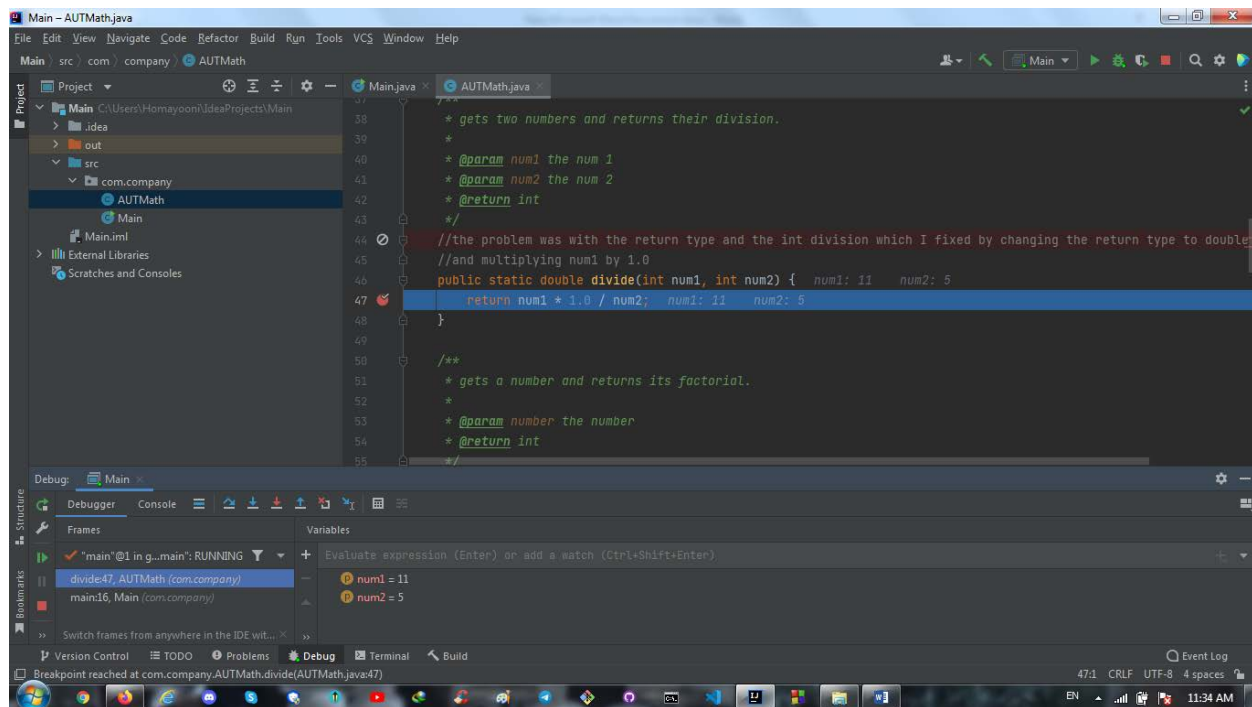 Main – AUTMath.java
File Edit View Navigate Code Refactor Build Run Tools VCS Window Help
Main src com company AUTMath
Main
Project
Main.java
AUTMath.java
Project
Main C:\Users\Homayooni\IdeaProjects\Main
.idea
out
src
com.company
AUTMath
Main
Main.iml
External Libraries
Scratches and Consoles
37 /**
38 * gets two numbers and returns their division.
39 *
40 * @param num1 the num 1
41 * @param num2 the num 2
42 * @return int
43 */
44 //the problem was with the return type and the int division which I fixed by changing the return type to double
45 //and multiplying num1 by 1.0
46 public static double divide(int num1, int num2) { num1: 11 num2: 5
47 return num1 * 1.0 / num2; num1: 11 num2: 5
48 }
49
50 /**
51 * gets a number and returns its factorial.
52 *
53 * @param number the number
54 * @return int
55 */
Debug: Main
Debugger Console
Frames
Variables
"main"@1 in g...main": RUNNING
Evaluate expression (Enter) or add a watch (Ctrl+Shift+Enter)
divide:47, AUTMath (com.company)
num1 = 11
main:16, Main (com.company)
num2 = 5
Switch frames from anywhere in the IDE wit...
Structure
Bookmarks
Version Control TODO Problems Debug Terminal Build
Event Log
Breakpoint reached at com.company.AUTMath.divide(AUTMath.java:47)
47:1 CRLF UTF-8 4 spaces
EN 11:34 AM